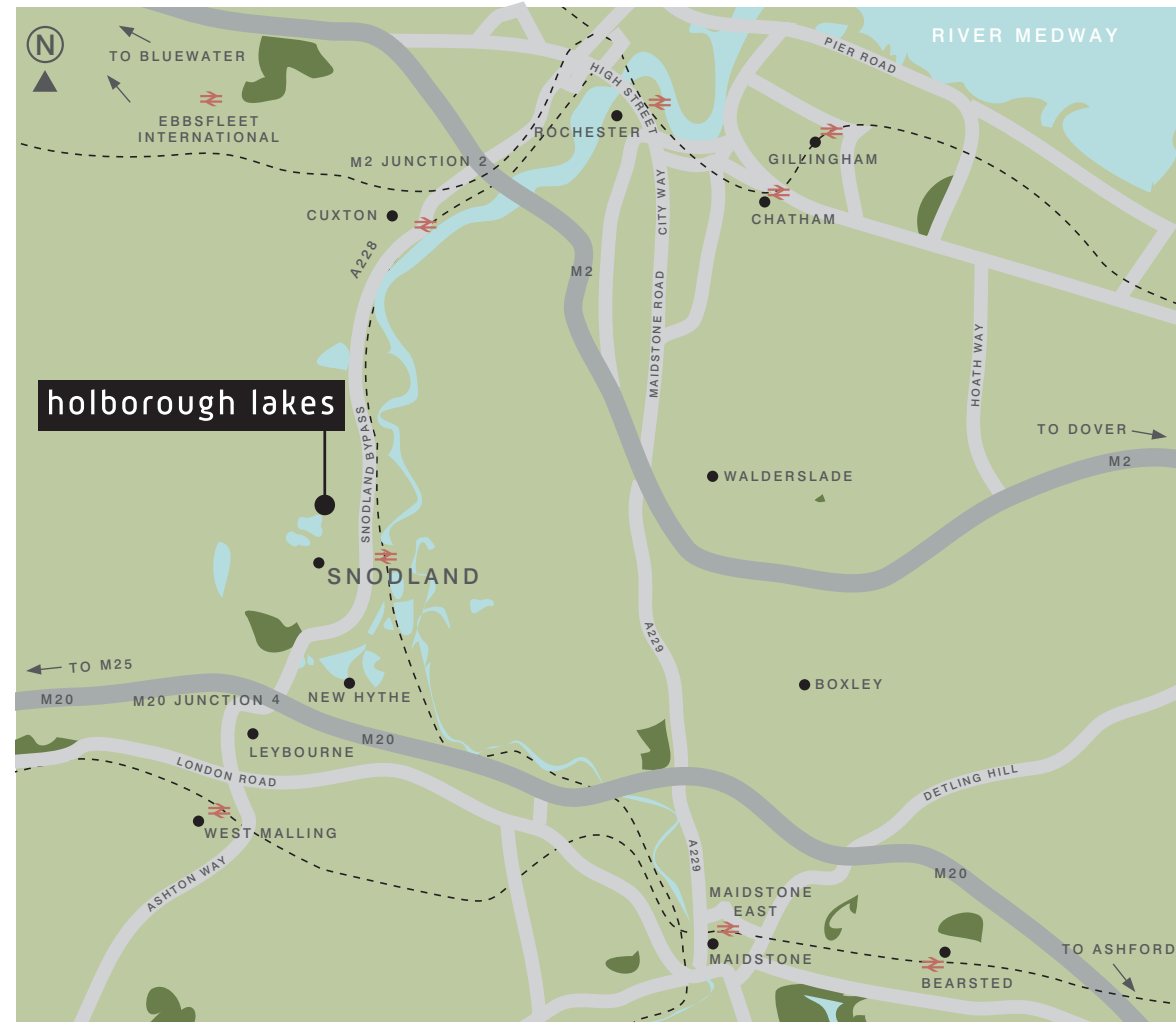 RIVER MEDWAY
N
TO BLUEWATER
PIER ROAD
HIGH STREET
EBBSFLEET
INTERNATIONAL
ROCHESTER
GILLINGHAM
M2 JUNCTION 2
CUXTON
CHATHAM
CITY WAY
A228
M2
MAIDSTONE ROAD
HOATH WAY
holborough lakes
SNODLAND BYPASS
TO DOVER
M2
WALDERSLADE
SNODLAND
A229
TO M25
M20
M20 JUNCTION 4
NEW HYTHE
BOXLEY
M20
LEYBOURNE
LONDON ROAD
DETLING HILL
WEST MALLING
A229
ASHTON WAY
M20
MAIDSTONE
EAST
MAIDSTONE
TO ASHFORD
BEARSTED